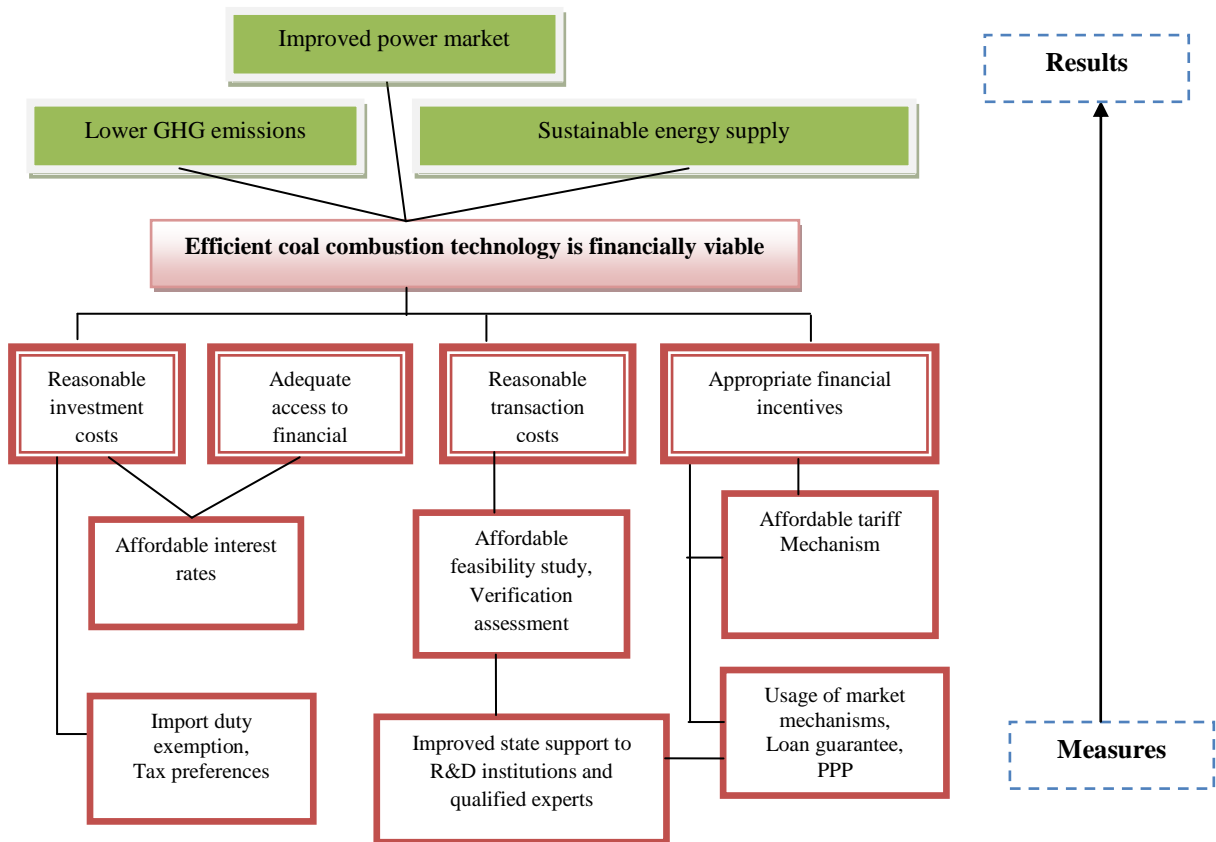 Improved power market
Results
Lower GHG emissions
Sustainable energy supply
Efficient coal combustion technology is financially viable
Reasonable
investment
costs
Adequate
access to
financial
Reasonable
transaction
costs
Appropriate financial
incentives
Affordable interest
rates
Affordable
feasibility study,
Verification
assessment
Affordable tariff
Mechanism
Import duty
exemption,
Tax preferences
Improved state support to
R&D institutions and
qualified experts
Usage of market
mechanisms,
Loan guarantee,
PPP
Measures